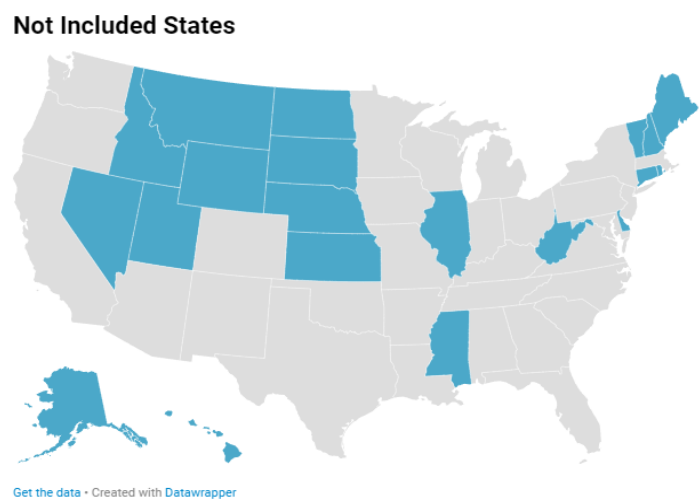 Not Included States
Get the data • Created with Datawrapper